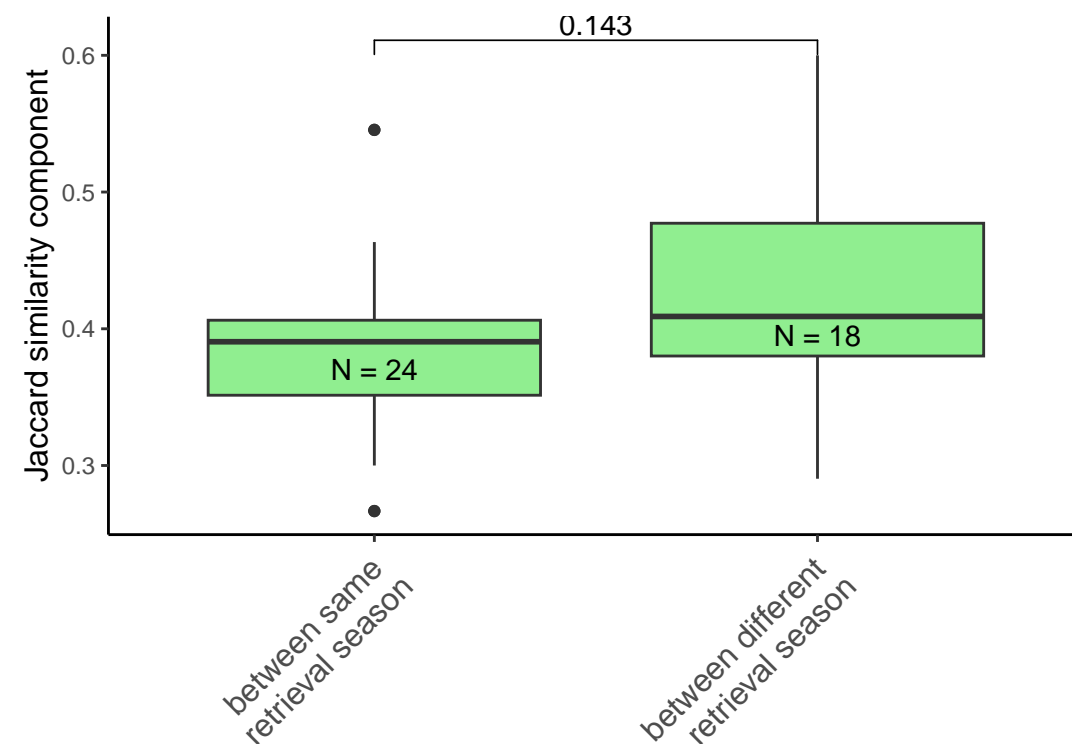 0.143
0.6
0.5
0.4
0.3
Jaccard similarity component
N = 24
N = 18
between same
retrieval season
between different
retrieval season